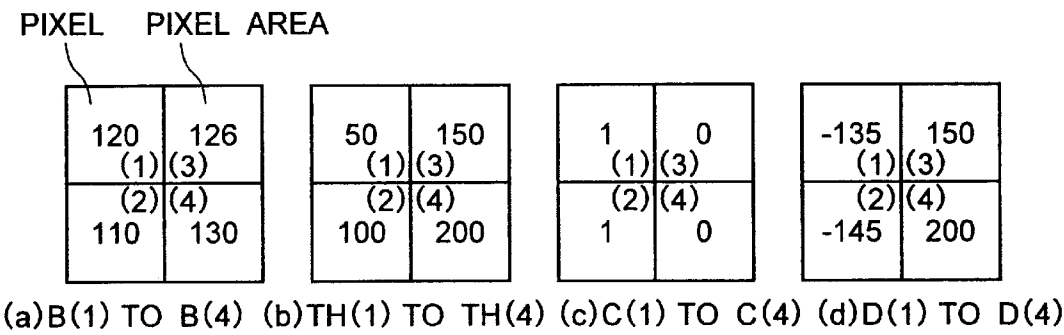 PIXEL PIXEL AREA
120 126 50 150 1 0 -135 150
(1) (3) (1) (3) (1) (3) (1) (3)
(2) (4) (2) (4) (2) (4) (2) (4)
110 130 100 200 1 0 -145 200
(a)B(1) TO B(4) (b)TH(1) TO TH(4) (c)C(1) TO C(4) (d)D(1) TO D(4)